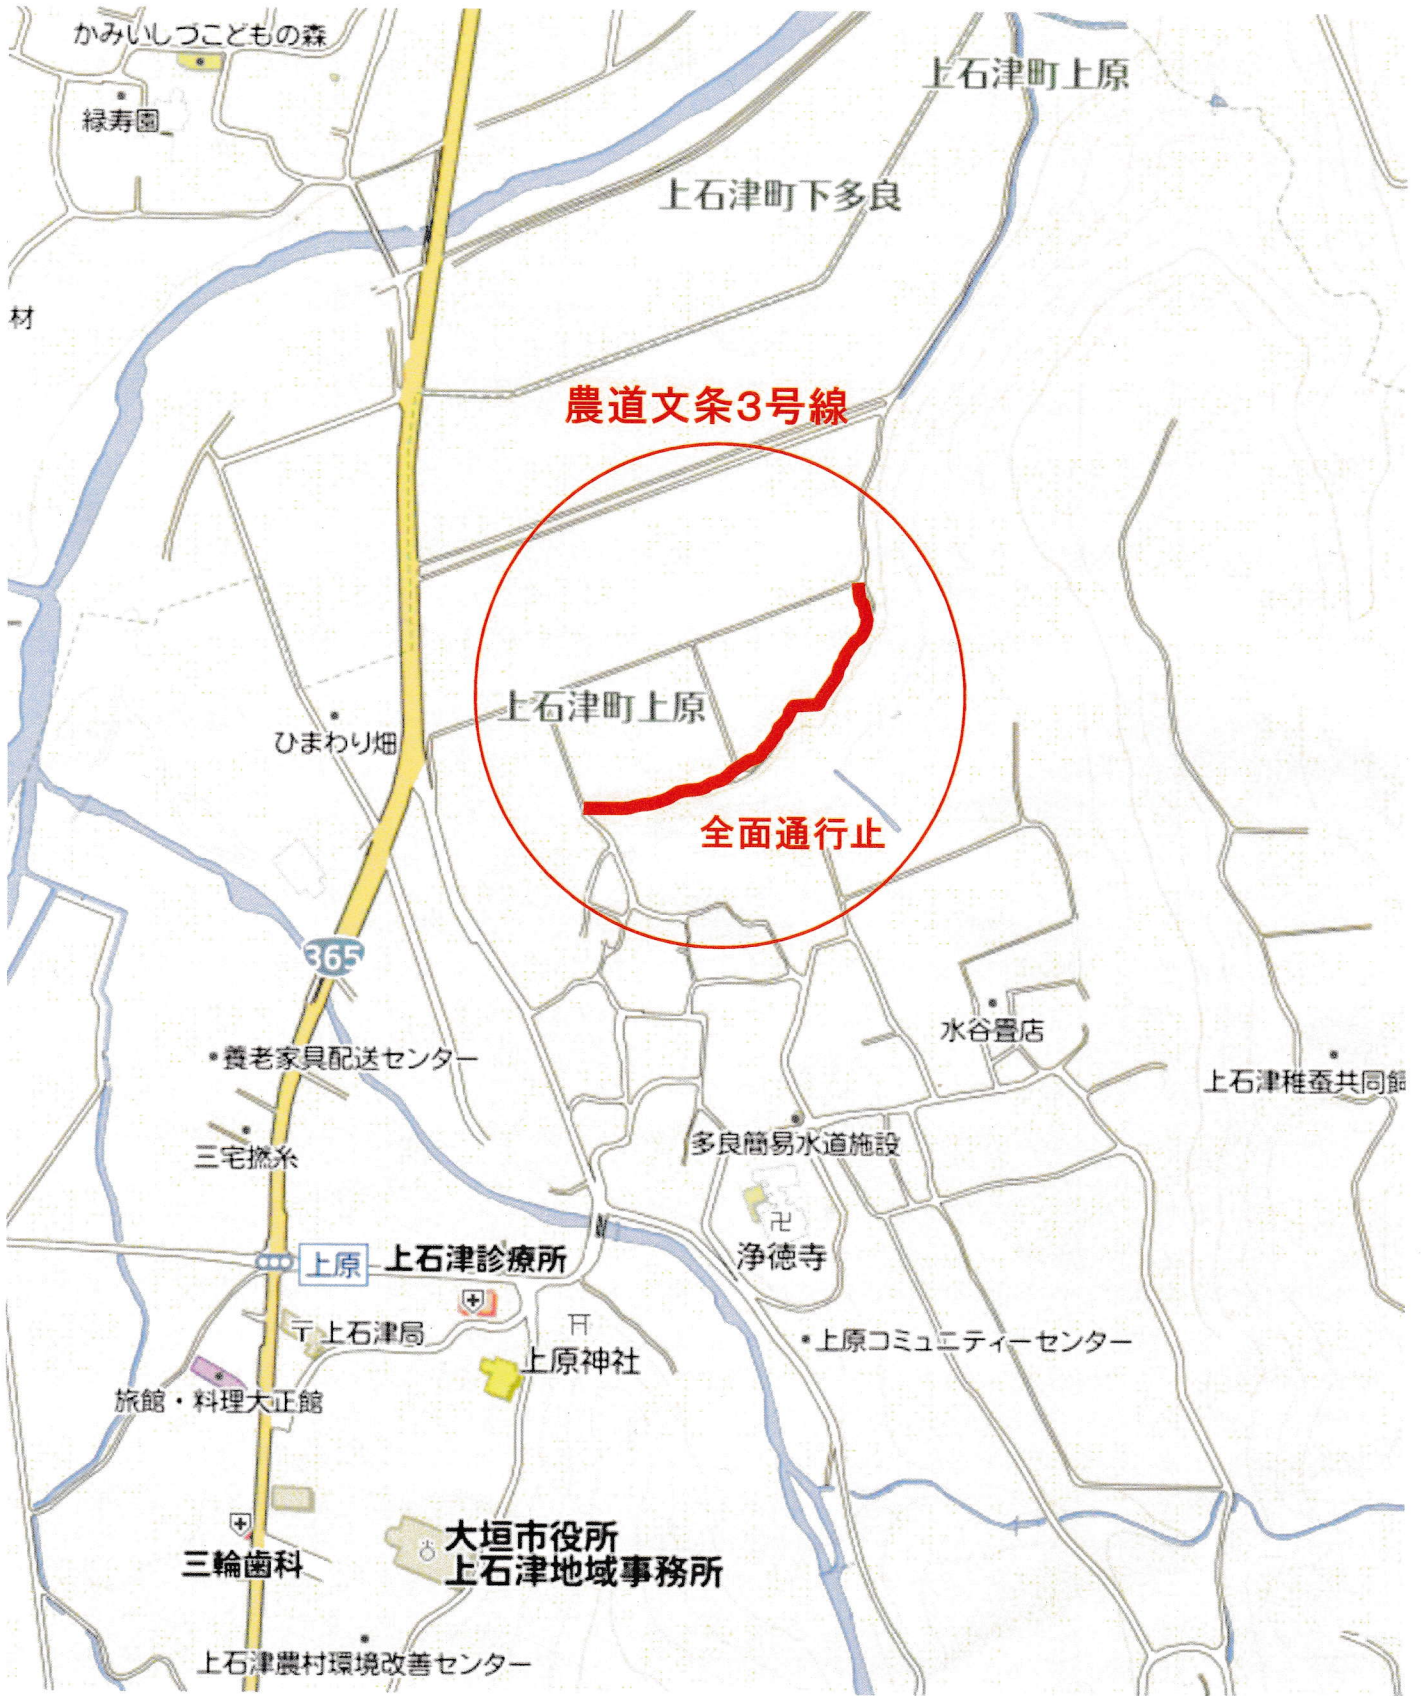 かみいしづこどもの森
緑寿園
上石津町上原
上石津町下多良
材
農道文条3号線
上石津町上原
ひまわり畑
全面通行止
365
水谷畳店
養老家具配送センター
上石津稚蚕共同飼
三宅撚糸
多良簡易水道施設
卍
浄徳寺
上原
上石津診療所
〒上石津局
上原神社
上原コミュニティーセンター
旅館・料理大正館
大垣市役所
上石津地域事務所
三輪歯科
上石津農村環境改善センター